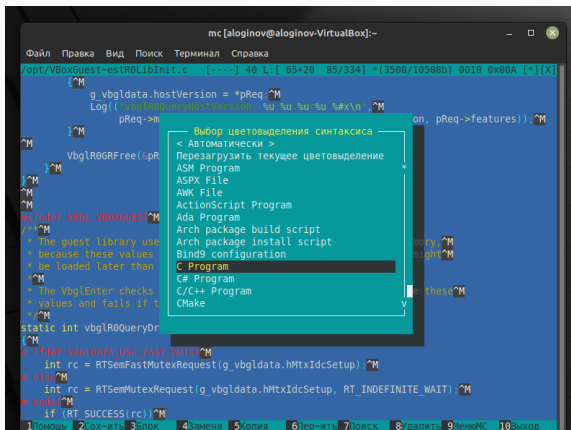 mc [aloginov@aloginov-VirtualBox]:~
Файл Правка Вид Поиск Терминал Справка
/opt/VBoxGuest~estR0LibInit.c [----] 40 L:[ 65+20 85/334] *(3508/10508b) 0010 0x00A [*][X]
{^M
g_vbgldata.hostVersion = *pReq;^M
Log(("vbglR0QueryHostVersion: %u.%u.%ur%u %#x\n",^M
pReq->m on, pReq->features));^M
}^M
^M
VbglR0GRFree(&pR
}^M
}^M
^M
^M
#ifndef VBGL_VBOXGUEST^M
/**^M
* The guest library use mory,^M
* because these values might^M
* be loaded later than
*^M
* The VbglEnter checks e these^M
* values and fails if t
*/^M
static int vbglR0QueryDr
{^M
# ifdef VBGLDATA_USE_FAST_MUTEX^M
int rc = RTSemFastMutexRequest(g_vbgldata.hMtxIdcSetup);^M
# else^M
int rc = RTSemMutexRequest(g_vbgldata.hMtxIdcSetup, RT_INDEFINITE_WAIT);^M
# endif^M
if (RT_SUCCESS(rc))^M
Выбор цветовыделения синтаксиса
< Автоматически >
Перезагрузить текущее цветовыделение
ASM Program
ASPX File
AWK File
ActionScript Program
Ada Program
Arch package build script
Arch package install script
Bind9 configuration
C Program
C# Program
C/C++ Program
CMake
1Помощь 2Сох~ить 3Блок 4Замена 5Копия 6Пер~ить 7Поиск 8Удалить 9МенюMC 10Выход